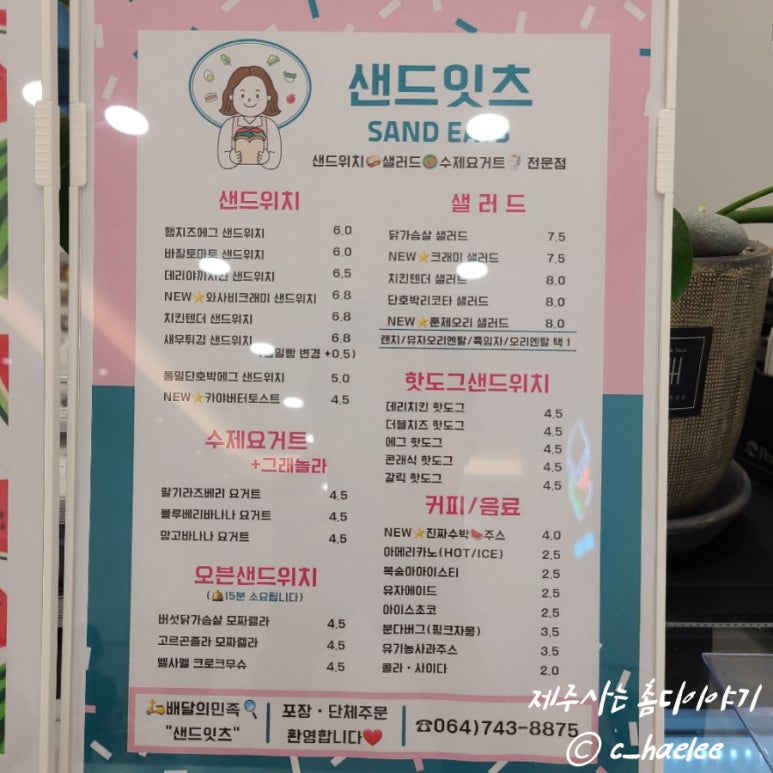 샌드잇츠
SAND
샌드위치 샐러드 수제요거트 전문점
샌드위치
햄치즈에그 샌드위치 6.0
바질토마토 샌드위치 6.0
데리야끼치킨 샌드위치 6.5
NEW 와사비크래미 샌드위치 6.8
치킨텐더 샌드위치 6.8
새우튀김 샌드위치 6.8
변경 +0.5)
통밀단호박에그 샌드위치 5.0
NEW 카야버터토스트 4.5
수제요거트
+그래놀라
딸기라즈베리 요거트 4.5
블루베리바나나 요거트 4.5
망고바나나 요거트 4.5
오븐샌드위치
(15분 소요됩니다)
버섯닭가슴살 모짜렐라 4.5
고르곤졸라 모짜렐라 4.5
벨샤멜 크로크무슈 4.5
샐러드
닭가슴살 샐러드 7.5
NEW 크래미 샐러드 7.5
치킨텐더 샐러드 8.0
단호박리코타 샐러드 8.0
NEW 훈제오리 샐러드 8.0
랜치/유자오리엔탈/흑임자/오리엔탈 택 1
핫도그샌드위치
데리치킨 핫도그 4.5
더블치즈 핫도그 4.5
에그 핫도그 4.5
콘래식 핫도그 4.5
갈릭 핫도그 4.5
커피/음료
NEW 진짜수박주스 4.0
아메리카노(HOT/ICE) 2.5
복숭아아이스티 2.5
유자에이드 2.5
아이스초코 2.5
분다버그(핑크자몽) 3.5
유기농사과주스 3.5
콜라・사이다 2.0
배달의민족
"샌드잇츠"
포장・단체주문
환영합니다
☎064)743-8875
제주사는 홈디이야기
© c_haelee